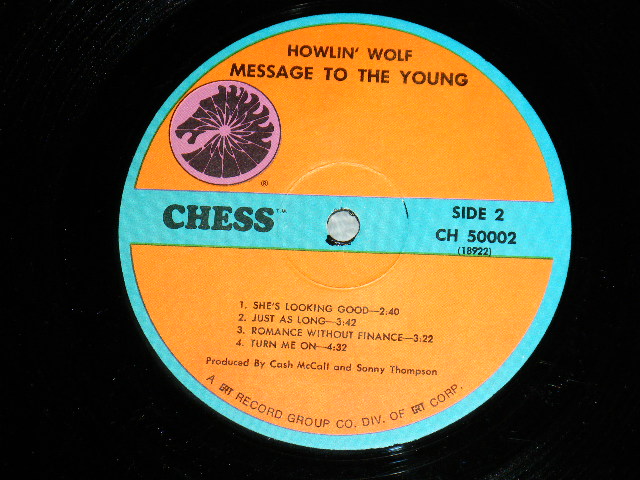 HOWLIN' WOLF
MESSAGE TO THE YOUNG
®
CHESS™
SIDE 2
CH 50002
(18922)
1. SHE'S LOOKING GOOD—2:40
2. JUST AS LONG—3:42
3. ROMANCE WITHOUT FINANCE—3:22
4. TURN ME ON—4:32
Produced By Cash McCall and Sonny Thompson
A GRT RECORD GROUP CO. DIV. OF GRT CORP.